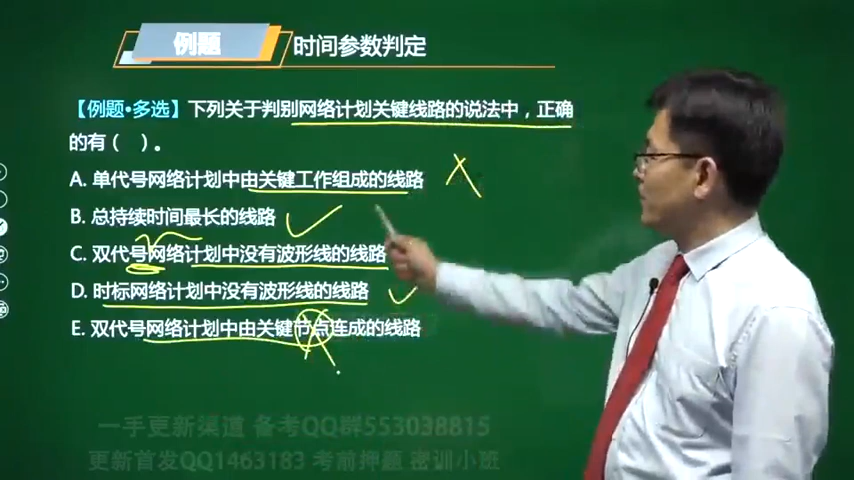 例题
时间参数判定
【例题•多选】下列关于判别网络计划关键线路的说法中，正确
的有（ ）。
A. 单代号网络计划中由关键工作组成的线路
B. 总持续时间最长的线路
C. 双代号网络计划中没有波形线的线路
D. 时标网络计划中没有波形线的线路
E. 双代号网络计划中由关键节点连成的线路
一手更新渠道 备考QQ群553038815
更新首发QQ1463183 考前押题 密训小班